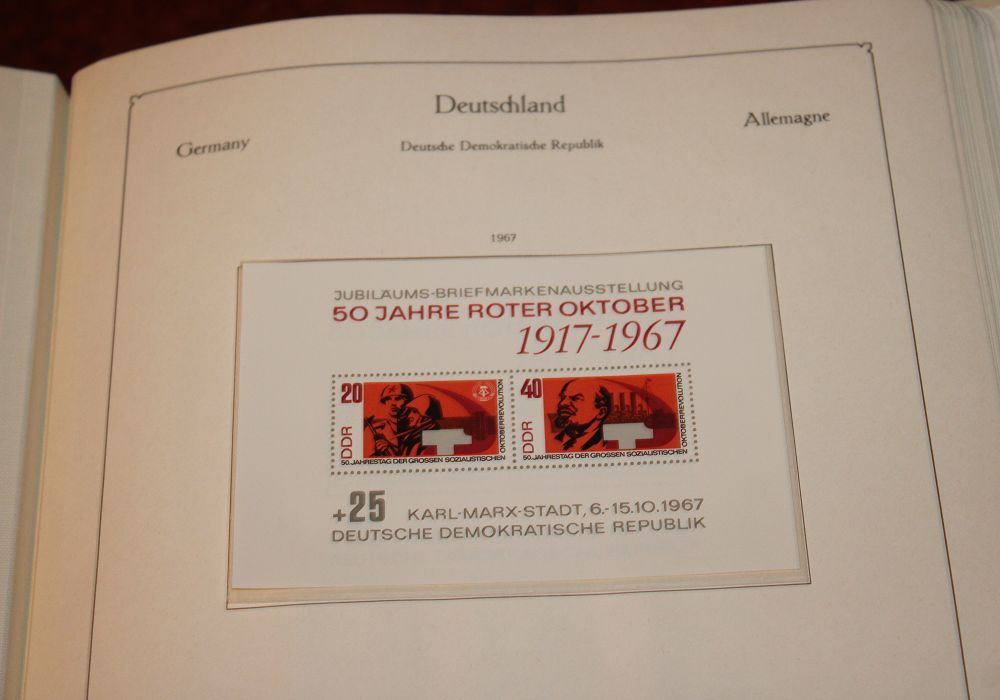 Deutschland
Germany
Allemagne
Deutsche Demokratische Republik
1967
JUBILÄUMS-BRIEFMARKENAUSSTELLUNG
50 JAHRE ROTER OKTOBER
1917-1967
20
DDR
50. JAHRESTAG DER GROSSEN SOZIALISTISCHEN
OKTOBERREVOLUTION
40
DDR
50. JAHRESTAG DER GROSSEN SOZIALISTISCHEN
OKTOBERREVOLUTION
+25
KARL-MARX-STADT, 6.-15.10.1967
DEUTSCHE DEMOKRATISCHE REPUBLIK